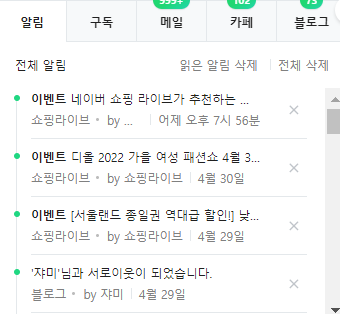 999+ 102 73
알림 구독 메일 카페 블로그
전체 알림 읽은 알림 삭제 전체 삭제
이벤트 네이버 쇼핑 라이브가 추천하는 ...
쇼핑라이브 • by ... 어제 오후 7시 56분
이벤트 디올 2022 가을 여성 패션쇼 4월 3...
쇼핑라이브 • by 쇼핑라이브 4월 30일
이벤트 [서울랜드 종일권 역대급 할인!] 낮...
쇼핑라이브 • by 쇼핑라이브 4월 29일
'쟈미'님과 서로이웃이 되었습니다.
블로그 • by 쟈미 4월 29일